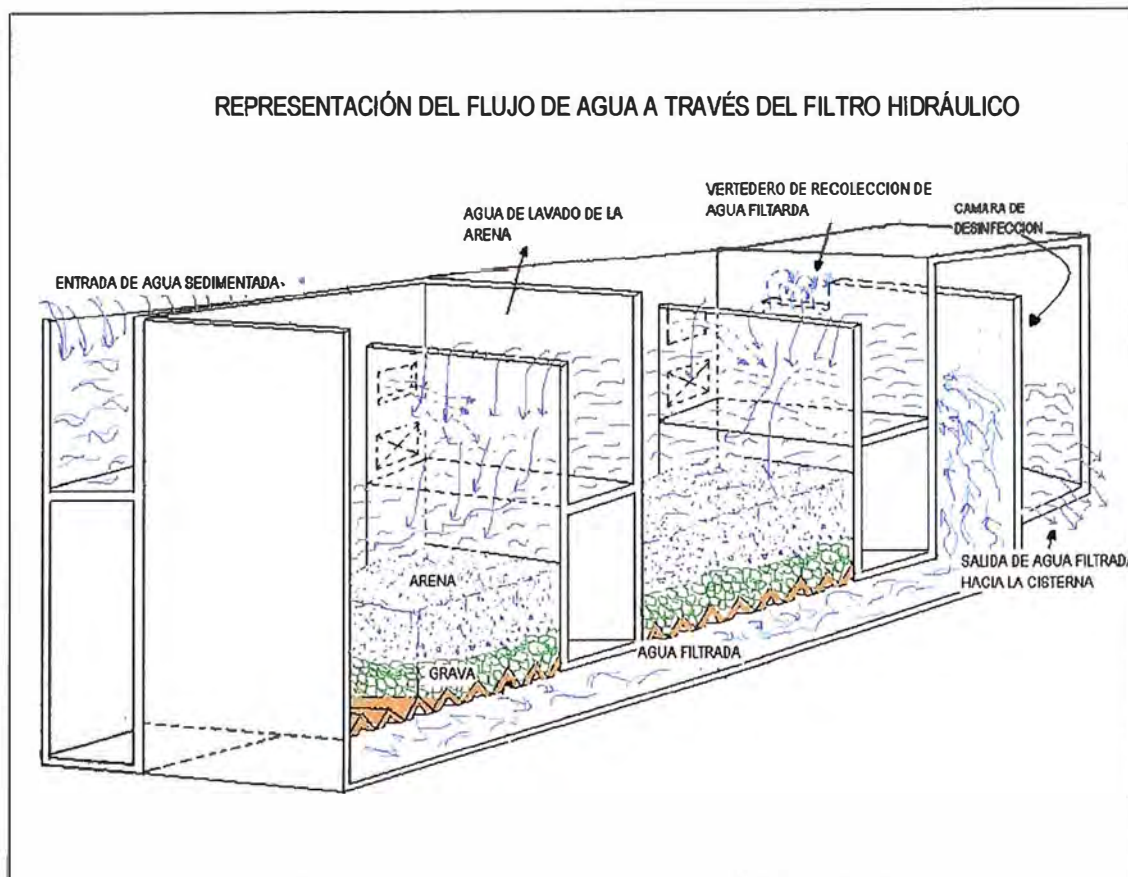 REPRESENTACIÓN DEL FLUJO DE AGUA A TRAVÉS DEL FILTRO HIDRÁULICO
VERTEDERO DE RECOLECCION DE
AGUA FILTARDA
AGUA DE LAVADO DE LA
ARENA
CAMARA DE
DESINFECCION
ENTRADA DE AGUA SEDIMENTADA
ARENA
GRAVA
AGUA FILTRADA
SALIDA DE AGUA FILTRADA
HACIA LA CISTERNA